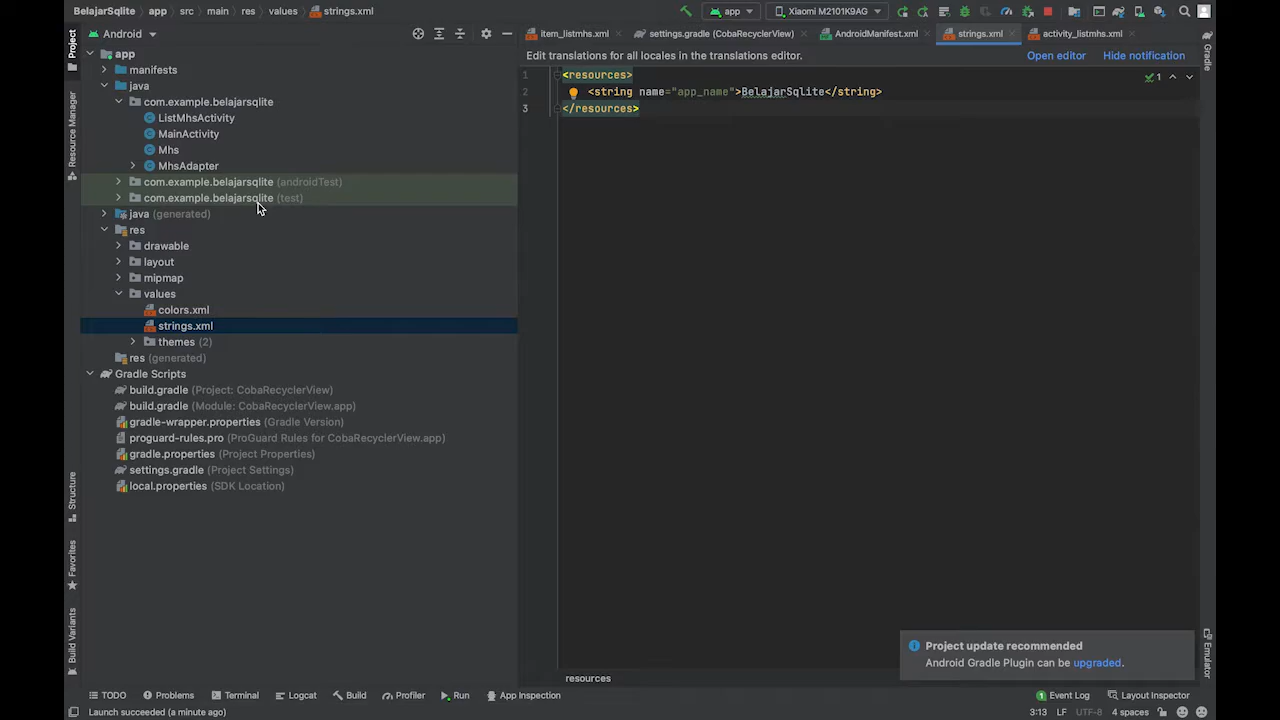 BelajarSqlite app src main res values strings.xml app Xiaomi M2101K9AG
Android
item_listmhs.xml settings.gradle (CobaRecyclerView) AndroidManifest.xml strings.xml activity_listmhs.xml
Edit translations for all locales in the translations editor. Open editor Hide notification
Project
Resource Manager
Structure
Favorites
Build Variants
app
manifests
java
com.example.belajarsqlite
ListMhsActivity
MainActivity
Mhs
MhsAdapter
com.example.belajarsqlite (androidTest)
com.example.belajarsqlite (test)
java (generated)
res
drawable
layout
mipmap
values
colors.xml
strings.xml
themes (2)
res (generated)
Gradle Scripts
build.gradle (Project: CobaRecyclerView)
build.gradle (Module: CobaRecyclerView.app)
gradle-wrapper.properties (Gradle Version)
proguard-rules.pro (ProGuard Rules for CobaRecyclerView.app)
gradle.properties (Project Properties)
settings.gradle (Project Settings)
local.properties (SDK Location)
1 <resources>
2 <string name="app_name">BelajarSqlite</string>
3 </resources>
1
Gradle
Emulator
Project update recommended
Android Gradle Plugin can be upgraded.
resources
TODO Problems Terminal Logcat Build Profiler Run App Inspection 1 Event Log Layout Inspector
Launch succeeded (a minute ago) 3:13 LF UTF-8 4 spaces